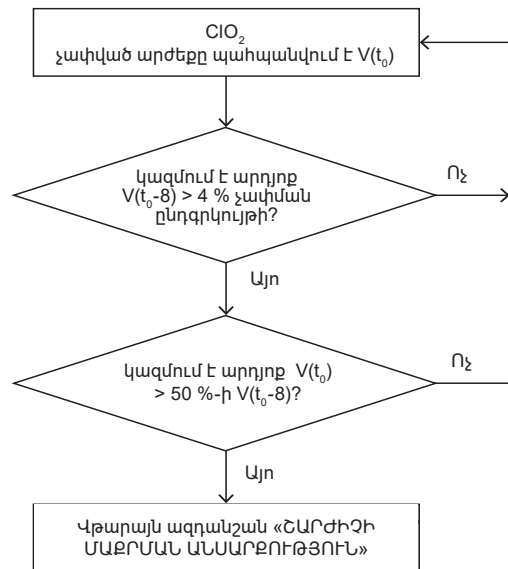 ClO₂
չափված արժեքը պահպանվում է V(t₀)
կազմում է արդյոք
V(t₀-8) > 4 % չափման
ընդգրկույթի?
Ոչ
Այո
կազմում է արդյոք V(t₀)
> 50 %-ի V(t₀-8)?
Ոչ
Այո
Վթարային ազդանշան «ՇԱՐԺԻՉԻ
ՄԱՔՐՄԱՆ ԱՆՍԱՐՔՈՒԹՅՈՒՆ»